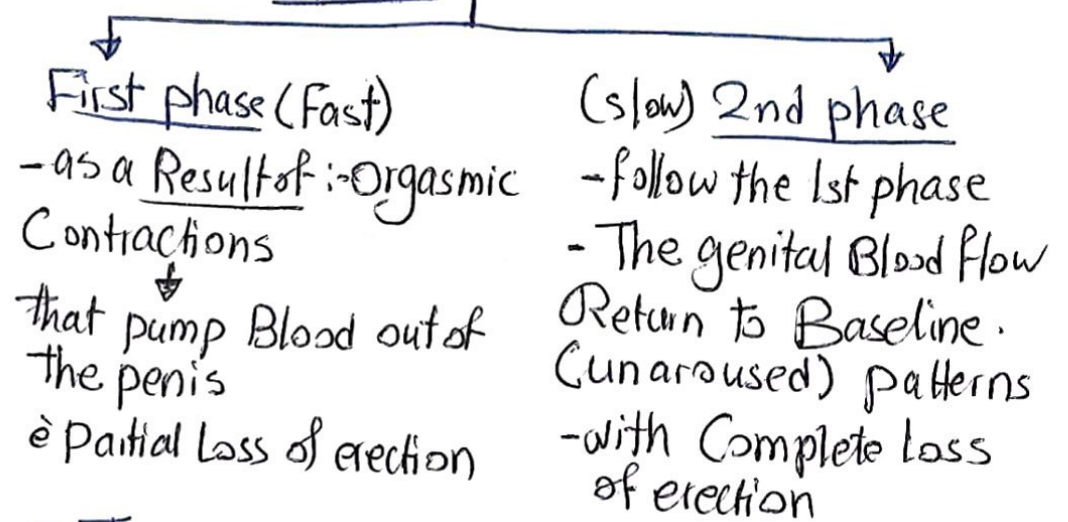 First phase (Fast)
-as a Result of :-Orgasmic
Contractions
that pump Blood out of
the penis
è Partial Loss of erection
(slow) 2nd phase
-follow the 1st phase
- The genital Blood flow
Return to Baseline.
(unaroused) patterns
-with Complete loss
of erection